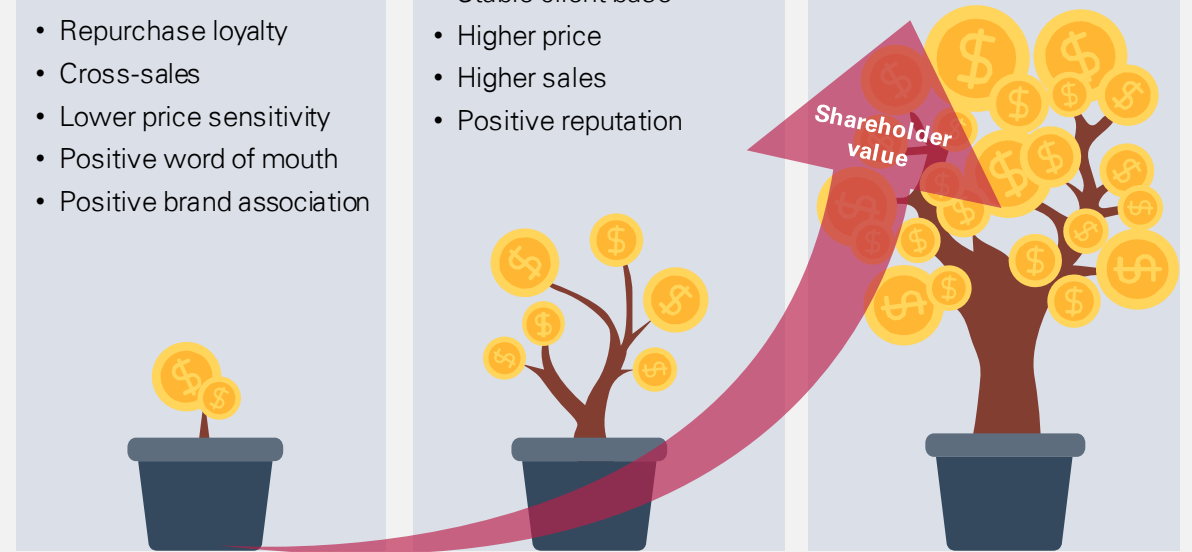 • Repurchase loyalty
• Cross-sales
• Lower price sensitivity
• Positive word of mouth
• Positive brand association
• Higher price
• Higher sales
• Positive reputation
Shareholder
value